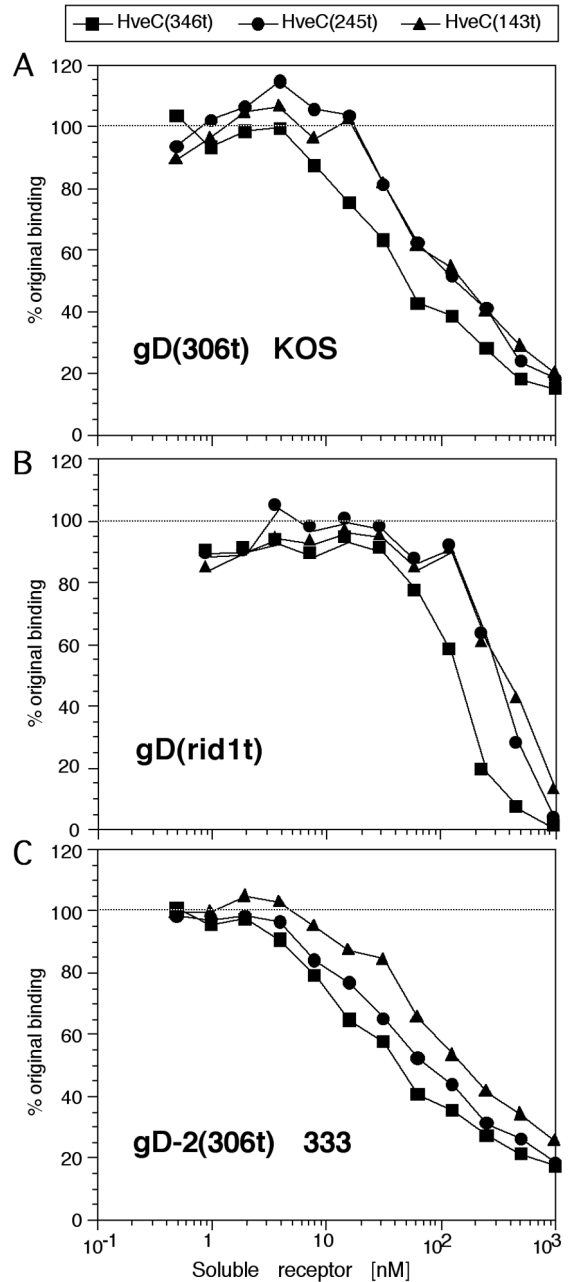 HveC(346t) HveC(245t) HveC(143t)
A
120
100
80
60
40
20
0
% original binding
gD(306t) KOS
B
120
100
80
60
40
20
0
% original binding
gD(rid1t)
C
120
100
80
60
40
20
0
% original binding
gD-2(306t) 333
10-1 1 10 102 103
Soluble receptor [nM]